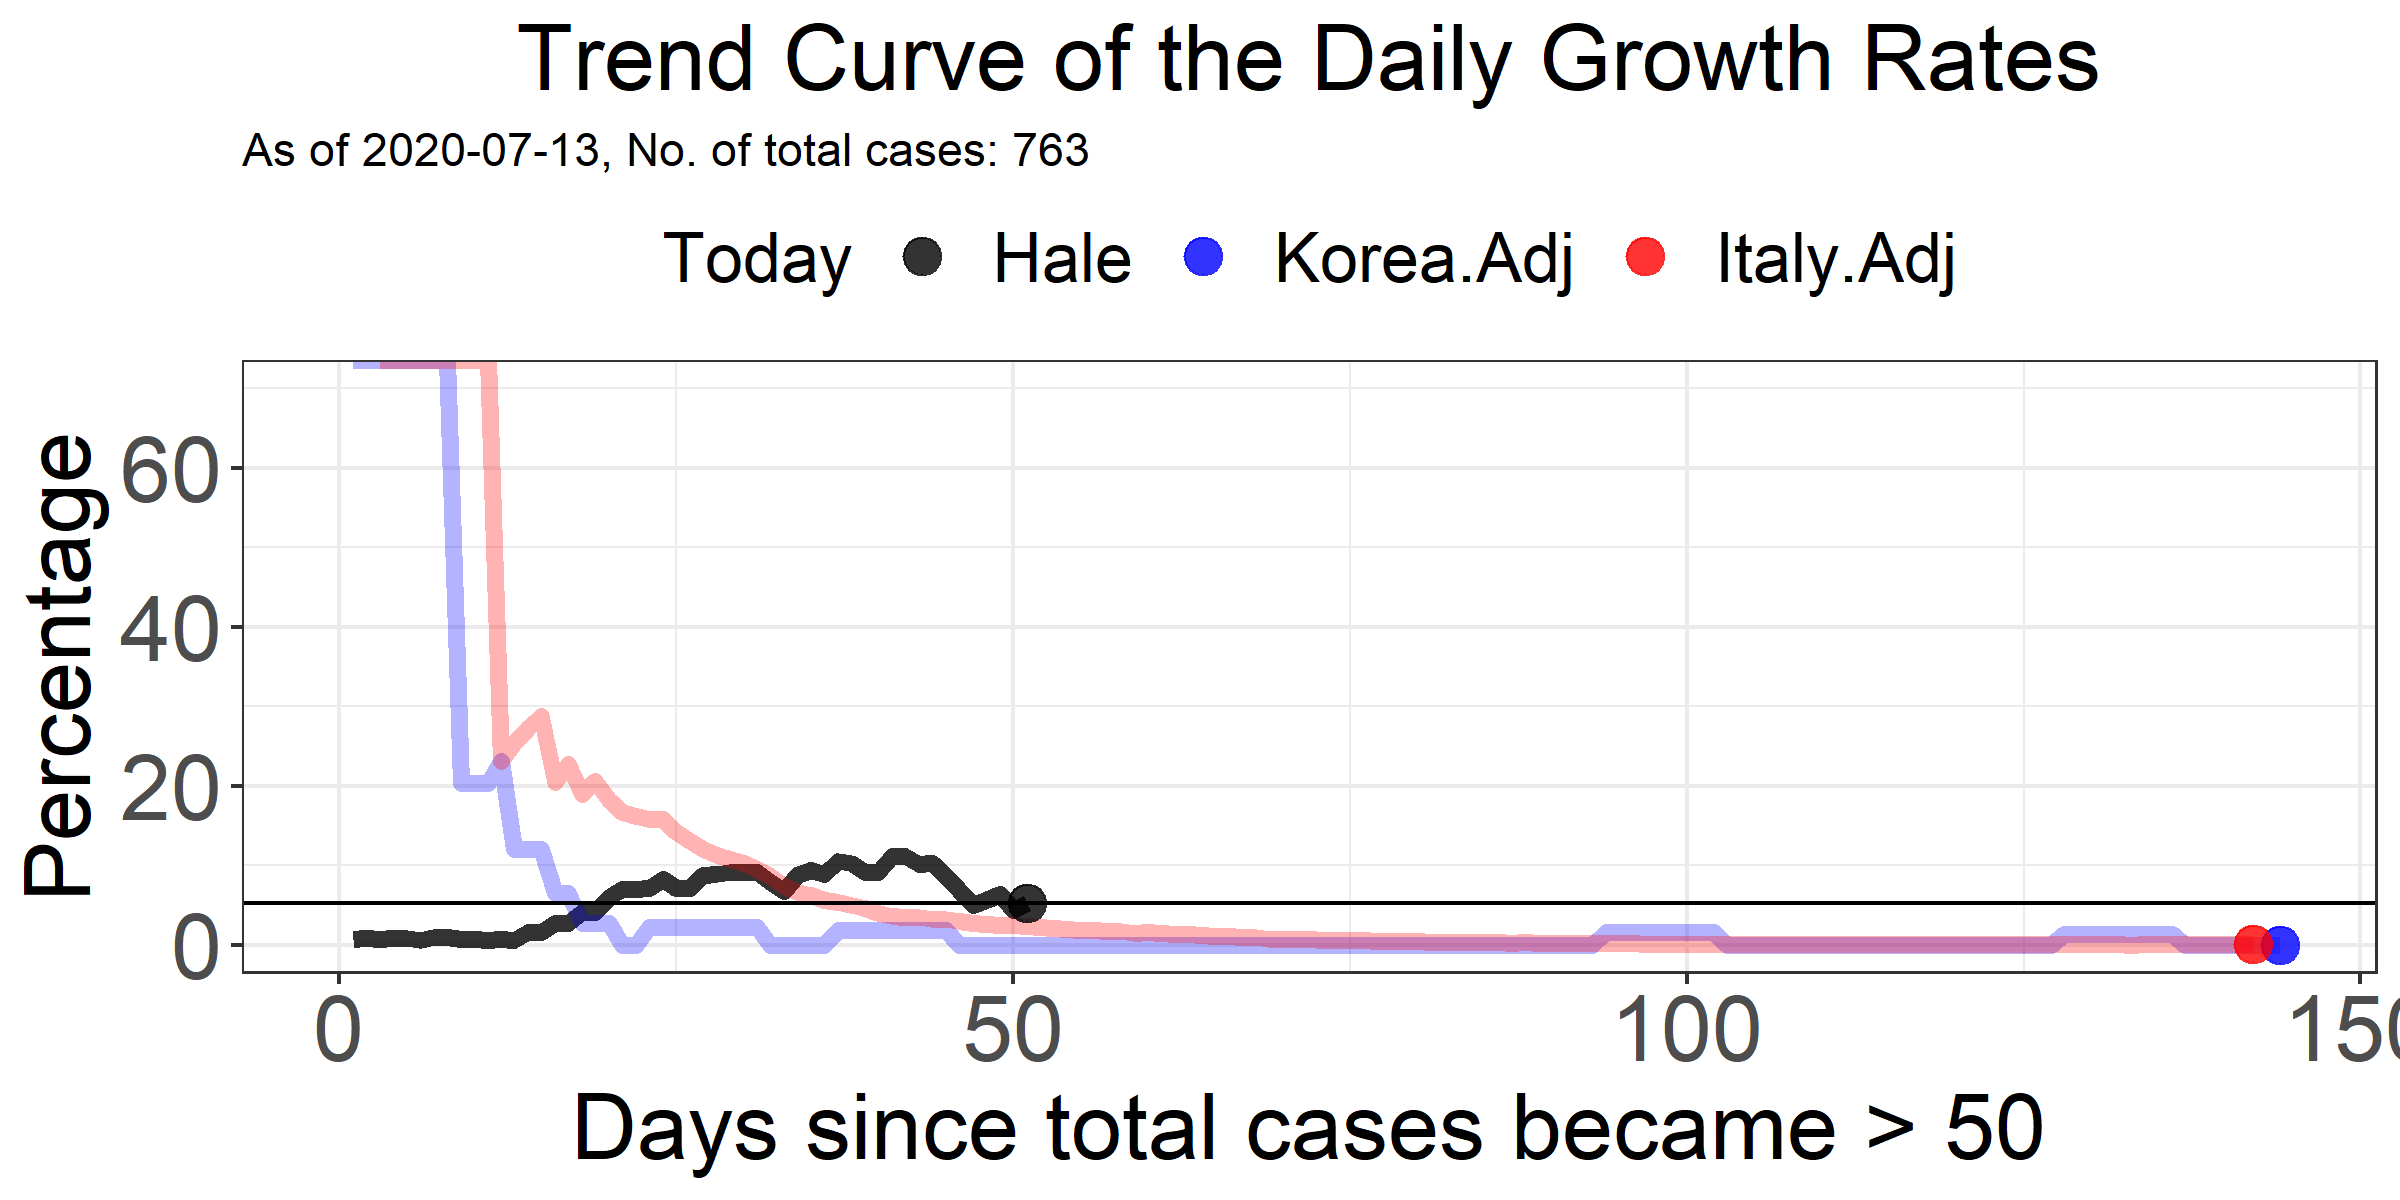 Trend Curve of the Daily Growth Rates
As of 2020-07-13, No. of total cases: 763
Today Hale Korea.Adj Italy.Adj
Percentage
60
40
20
0
0 50 100 150
Days since total cases became > 50